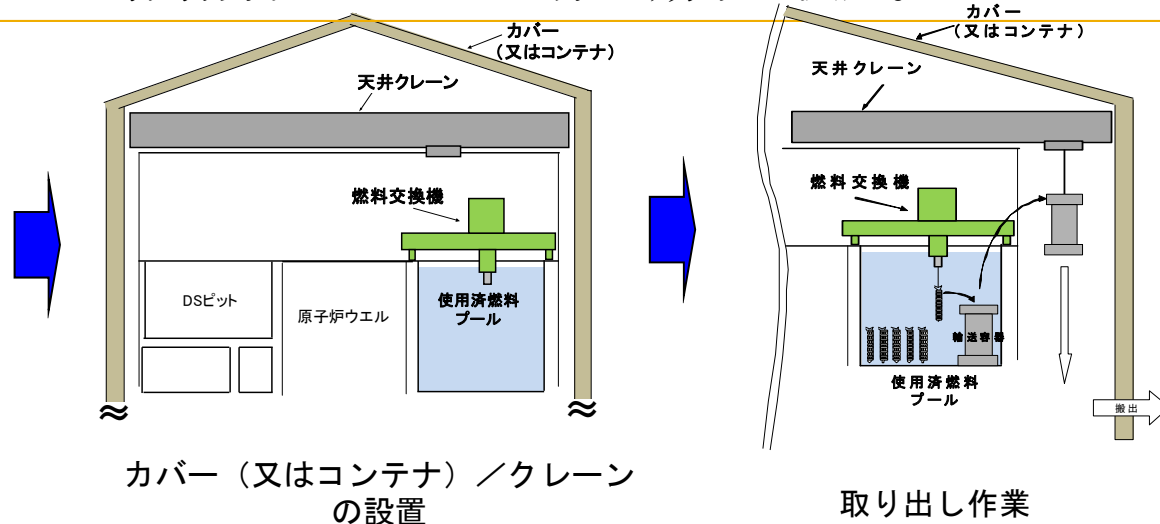 カバー
(又はコンテナ)
天井クレーン
燃料交換機
DSピット
原子炉ウエル
使用済燃料
プール
カバー（又はコンテナ）／クレーン
の設置
カバー
(又はコンテナ)
天井クレーン
燃料交換機
輸送容器
使用済燃料
プール
搬出
取り出し作業